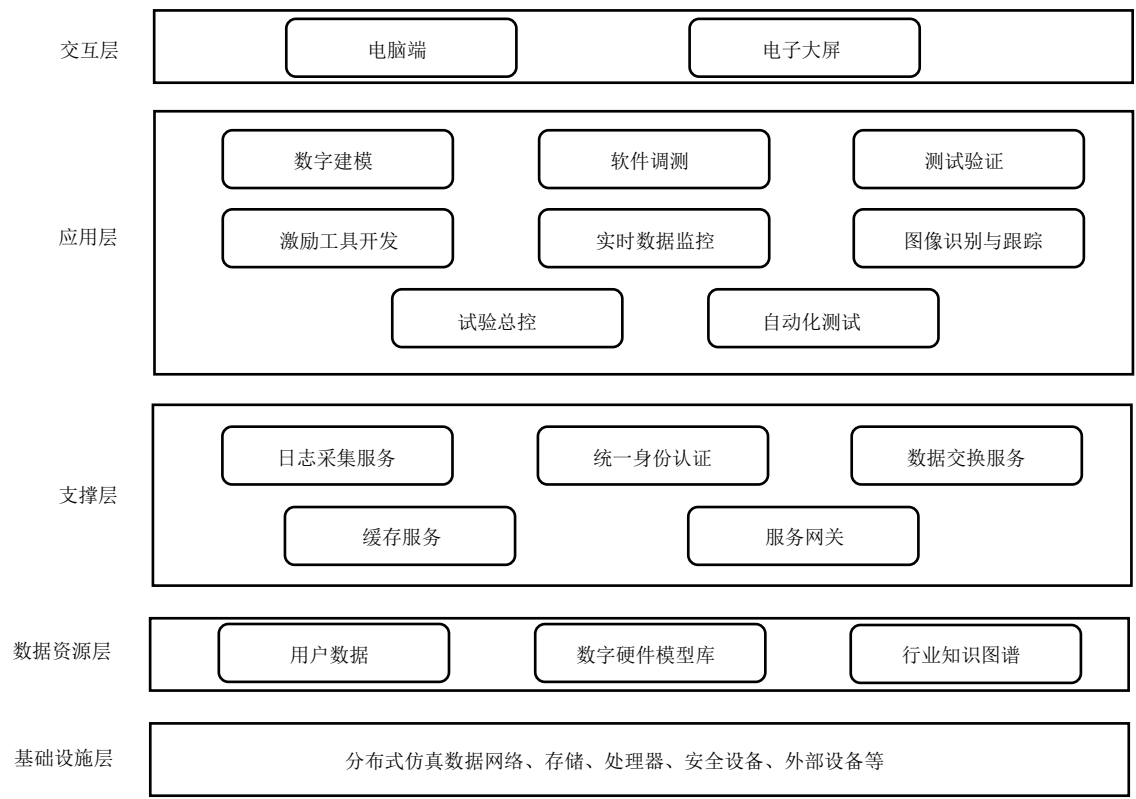 交互层
电脑端
电子大屏
应用层
数字建模
软件调测
测试验证
激励工具开发
实时数据监控
图像识别与跟踪
试验总控
自动化测试
支撑层
日志采集服务
统一身份认证
数据交换服务
缓存服务
服务网关
数据资源层
用户数据
数字硬件模型库
行业知识图谱
基础设施层
分布式仿真数据网络、存储、处理器、安全设备、外部设备等